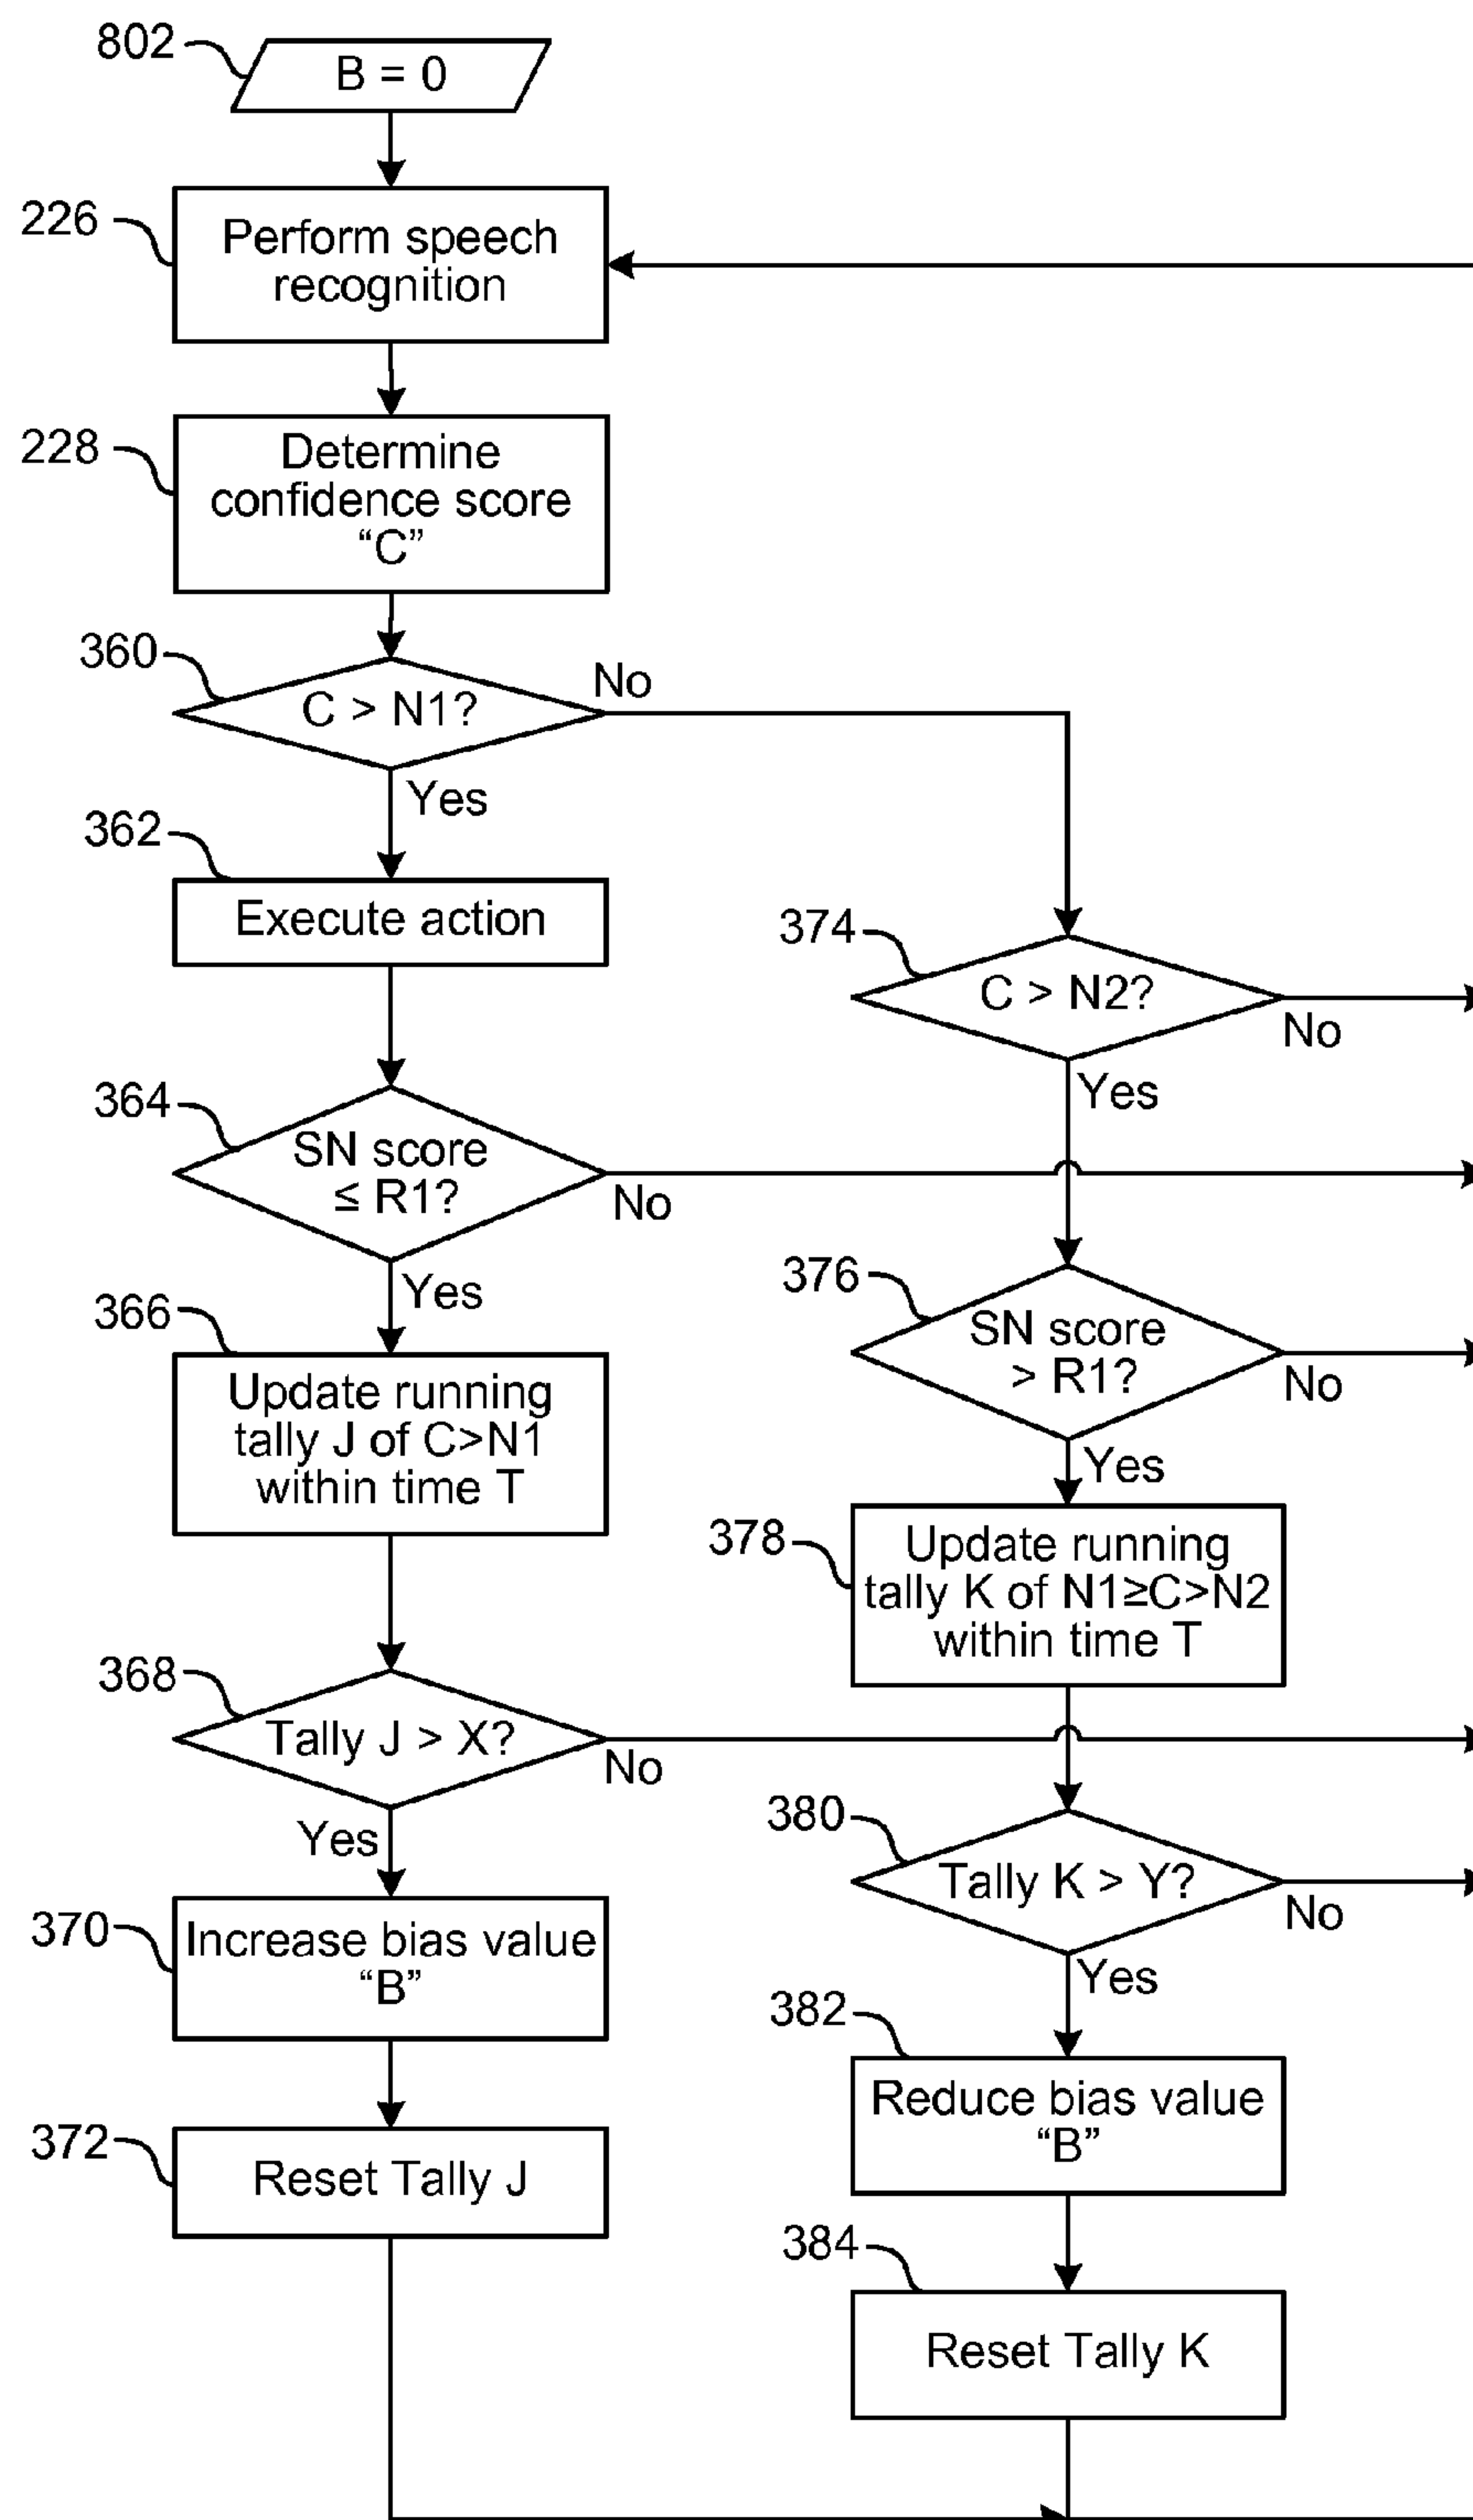 802
B = 0
226
Perform speech
recognition
228
Determine
confidence score
“C”
360
C > N1?
No
Yes
362
Execute action
374
C > N2?
No
Yes
364
SN score
≤ R1?
No
Yes
376
SN score
> R1?
No
Yes
366
Update running
tally J of C>N1
within time T
378
Update running
tally K of N1≥C>N2
within time T
368
Tally J > X?
No
Yes
380
Tally K > Y?
No
Yes
370
Increase bias value
“B”
382
Reduce bias value
“B”
372
Reset Tally J
384
Reset Tally K